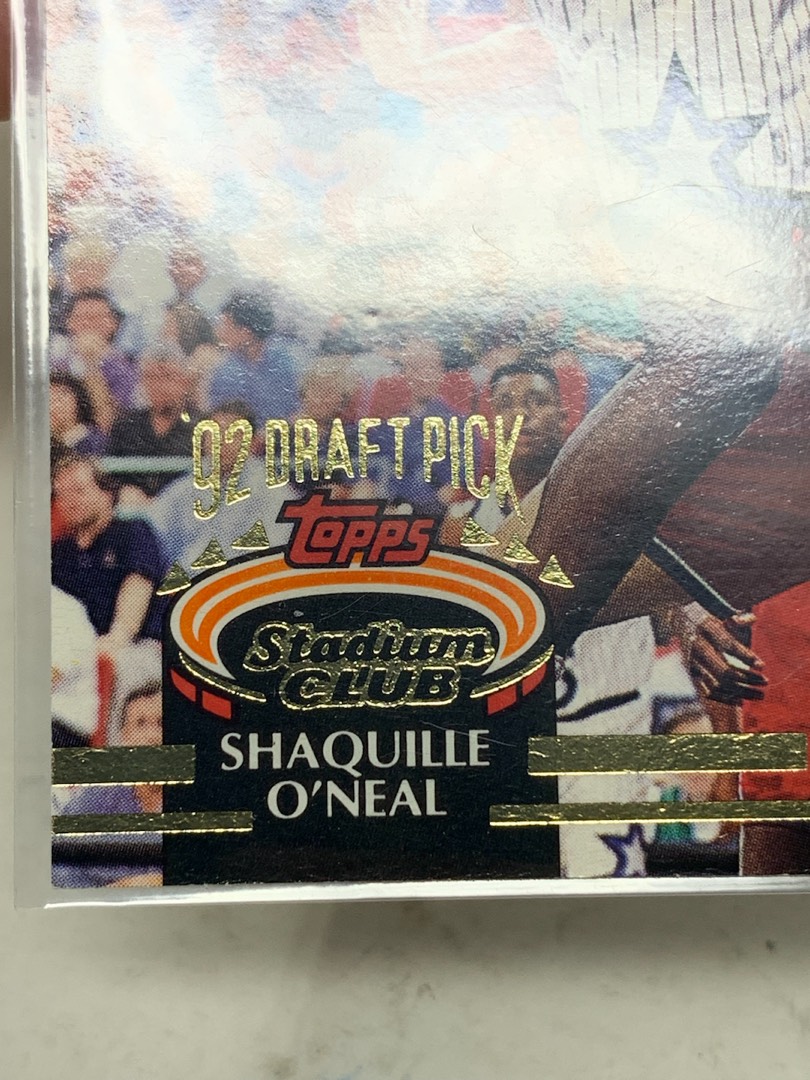 '92 DRAFT PICK
TOPPS
Stadium
CLUB
SHAQUILLE
O'NEAL